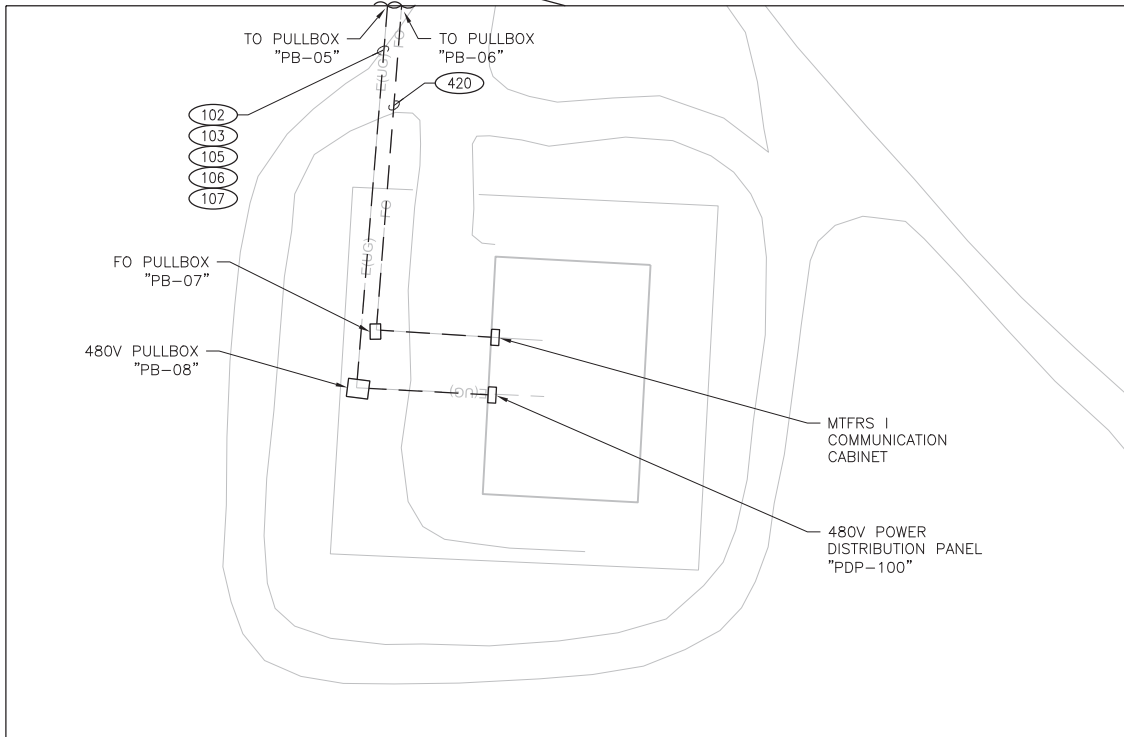 TO PULLBOX
"PB-05"
TO PULLBOX
"PB-06"
E(UG)
FO
420
102
103
105
106
107
FO
E(UG)
FO PULLBOX
"PB-07"
480V PULLBOX
"PB-08"
E(UG)
MTFRS I
COMMUNICATION
CABINET
480V POWER
DISTRIBUTION PANEL
"PDP-100"